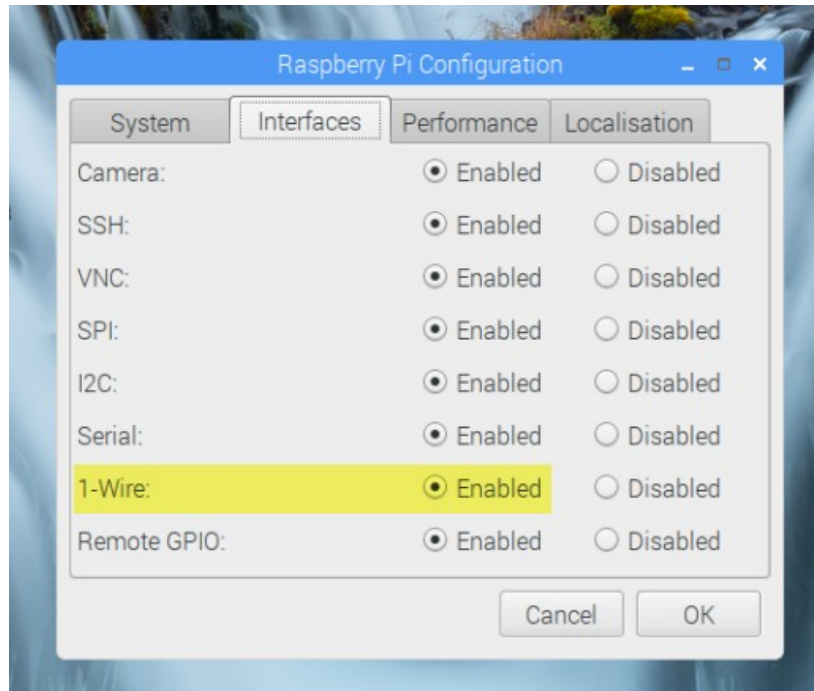 Raspberry Pi Configuration
System Interfaces Performance Localisation
Camera: Enabled Disabled
SSH: Enabled Disabled
VNC: Enabled Disabled
SPI: Enabled Disabled
I2C: Enabled Disabled
Serial: Enabled Disabled
1-Wire: Enabled Disabled
Remote GPIO: Enabled Disabled
Cancel OK